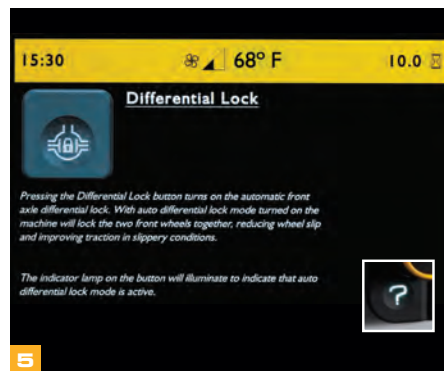 15:30 68° F 10.0
Differential Lock
Pressing the Differential Lock button turns on the automatic front
axle differential lock. With auto differential lock mode turned on the
machine will lock the two front wheels together, reducing wheel slip
and improving traction in slippery conditions.
The indicator lamp on the button will illuminate to indicate that auto
differential lock mode is active.
?
5